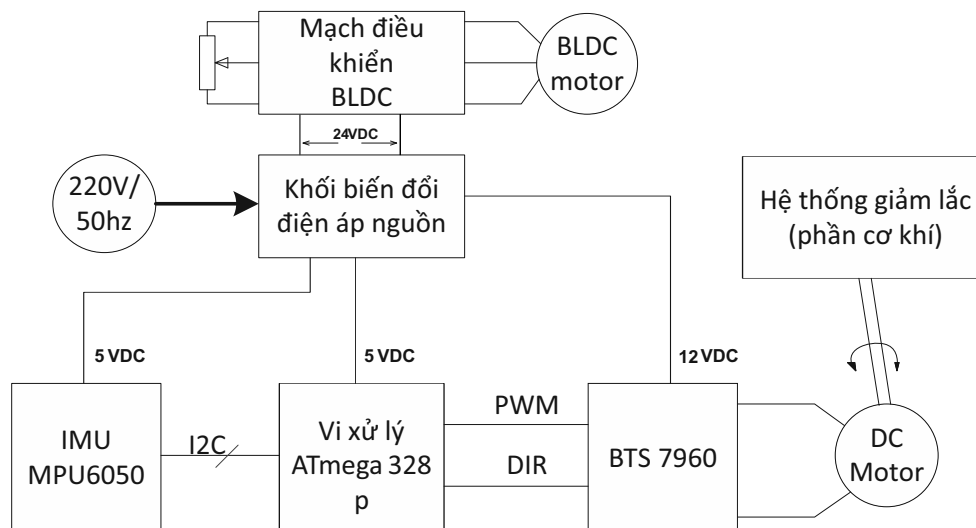 Mạch điều
khiển
BLDC
BLDC
motor
24VDC
220V/
50hz
Khối biến đổi
điện áp nguồn
Hệ thống giảm lắc
(phần cơ khí)
5 VDC
5 VDC
12 VDC
IMU
MPU6050
I2C
Vi xử lý
ATmega 328
p
PWM
DIR
BTS 7960
DC
Motor